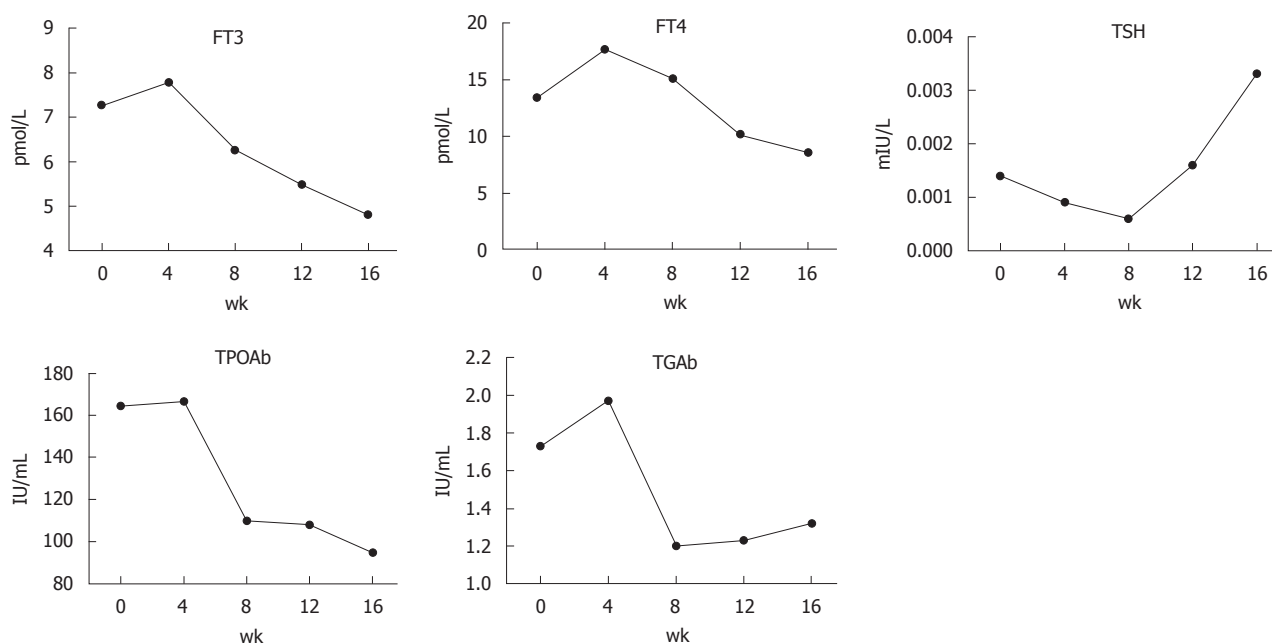 FT3
9
8
7
6
5
4
pmol/L
0 4 8 12 16
wk
FT4
20
15
10
5
0
pmol/L
0 4 8 12 16
wk
TSH
0.004
0.003
0.002
0.001
0.000
mIU/L
0 4 8 12 16
wk
TPOAb
180
160
140
120
100
80
IU/mL
0 4 8 12 16
wk
TGAb
2.2
2.0
1.8
1.6
1.4
1.2
1.0
IU/mL
0 4 8 12 16
wk